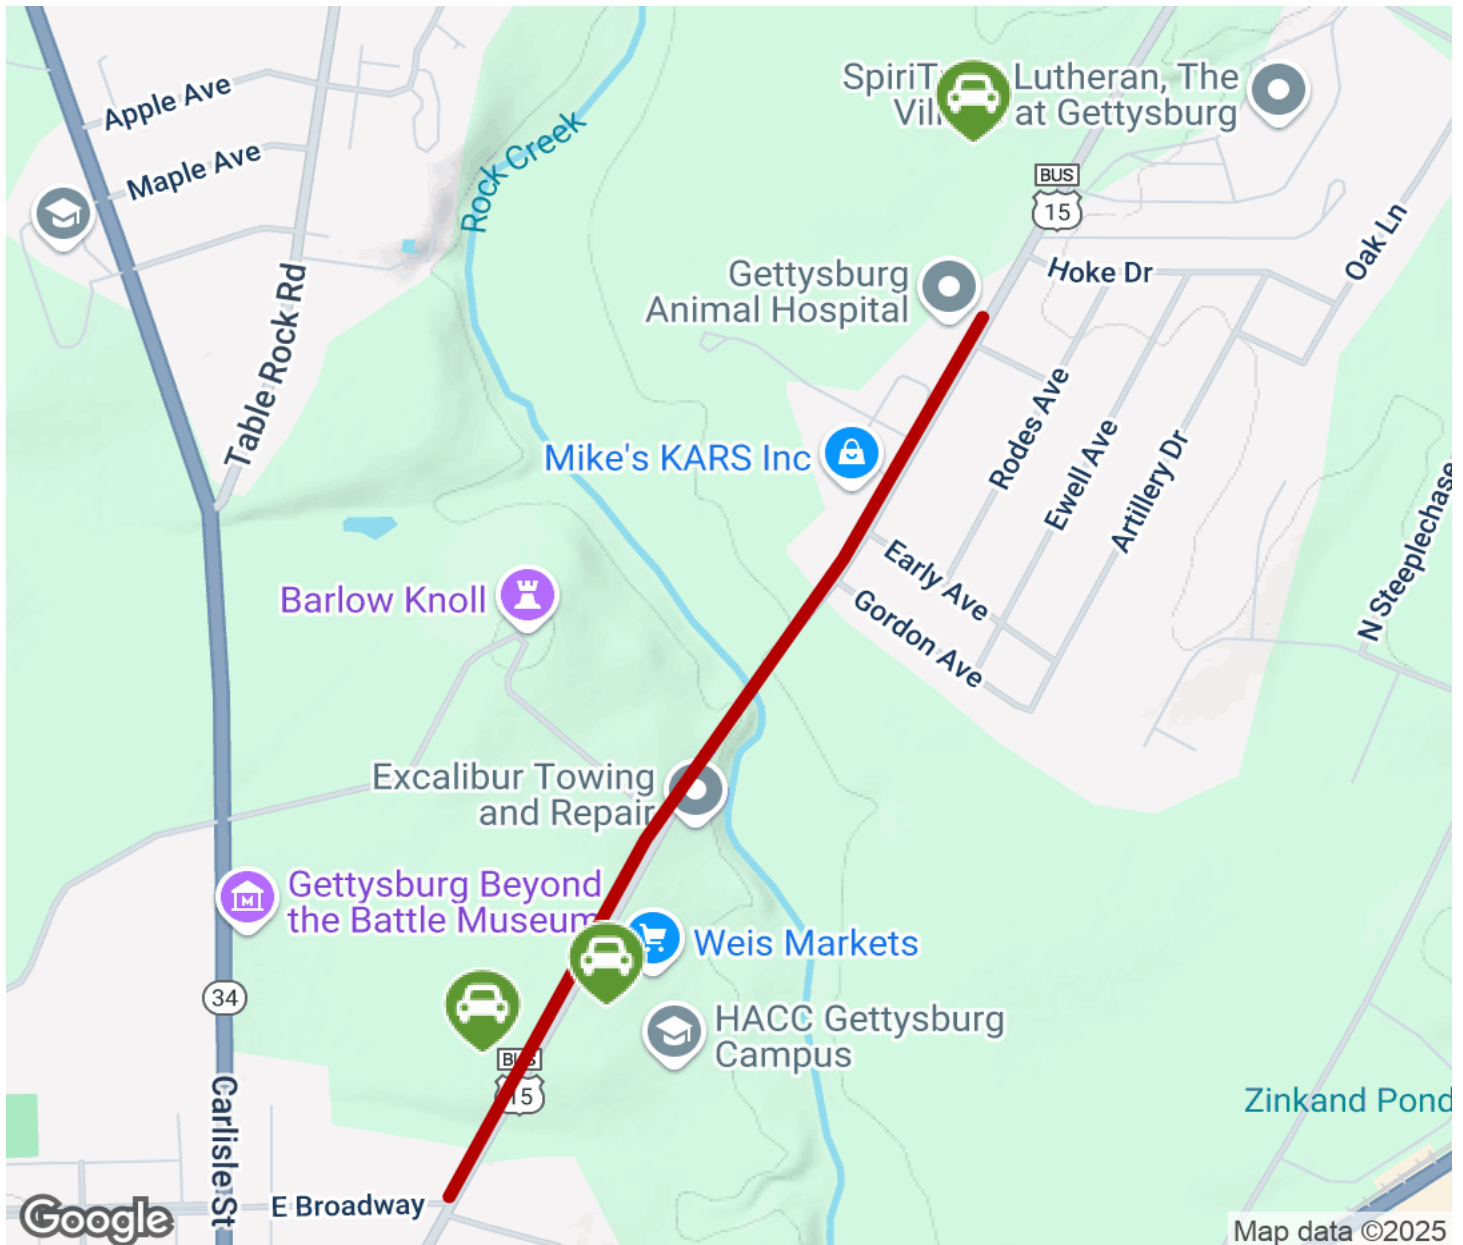 Apple Ave
Maple Ave
Rock Creek
Table Rock Rd
Lutheran, The
at Gettysburg
BUS
15
Hoke Dr
Oak Ln
Gettysburg
Animal Hospital
Mike's KARS Inc
Rodes Ave
Ewell Ave
Artillery Dr
N Steeplechase
Early Ave
Gordon Ave
Barlow Knoll
Excalibur Towing
and Repair
Gettysburg Beyond
the Battle Museum
M
Weis Markets
34
HACC Gettysburg
Campus
15
Carlisle St
Zinkand Pond
E Broadway
Google
Map data ©2025